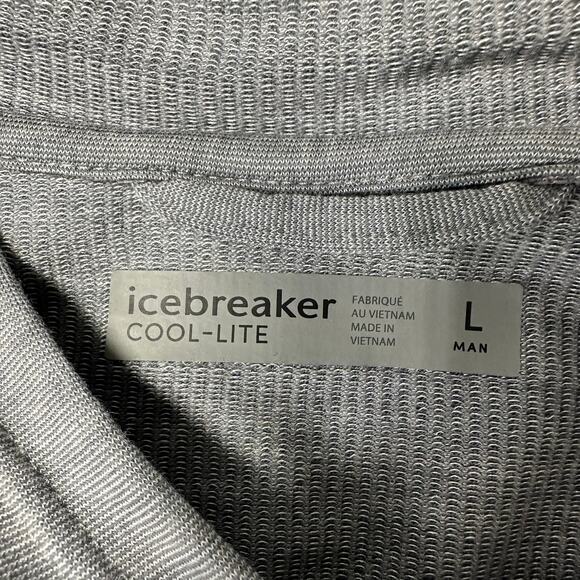 icebreaker
COOL-LITE
FABRIQUÉ
AU VIETNAM
MADE IN
VIETNAM
L
MAN